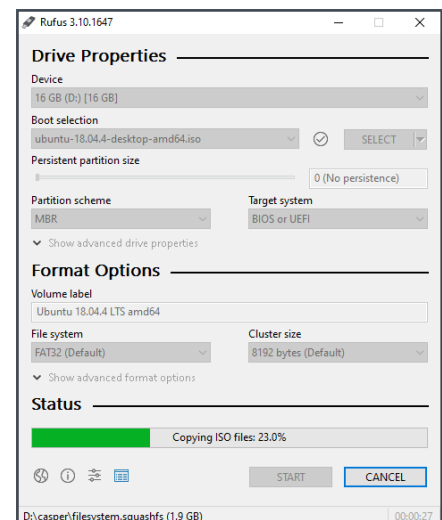 Rufus 3.10.1647
Drive Properties
Device
16 GB (D:) [16 GB]
Boot selection
ubuntu-18.04.4-desktop-amd64.iso
SELECT
Persistent partition size
0 (No persistence)
Partition scheme Target system
MBR BIOS or UEFI
Show advanced drive properties
Format Options
Volume label
Ubuntu 18.04.4 LTS amd64
File system Cluster size
FAT32 (Default) 8192 bytes (Default)
Show advanced format options
Status
Copying ISO files: 23.0%
START CANCEL
D:\casper\filesystem.squashfs (1.9 GB) 00:00:27